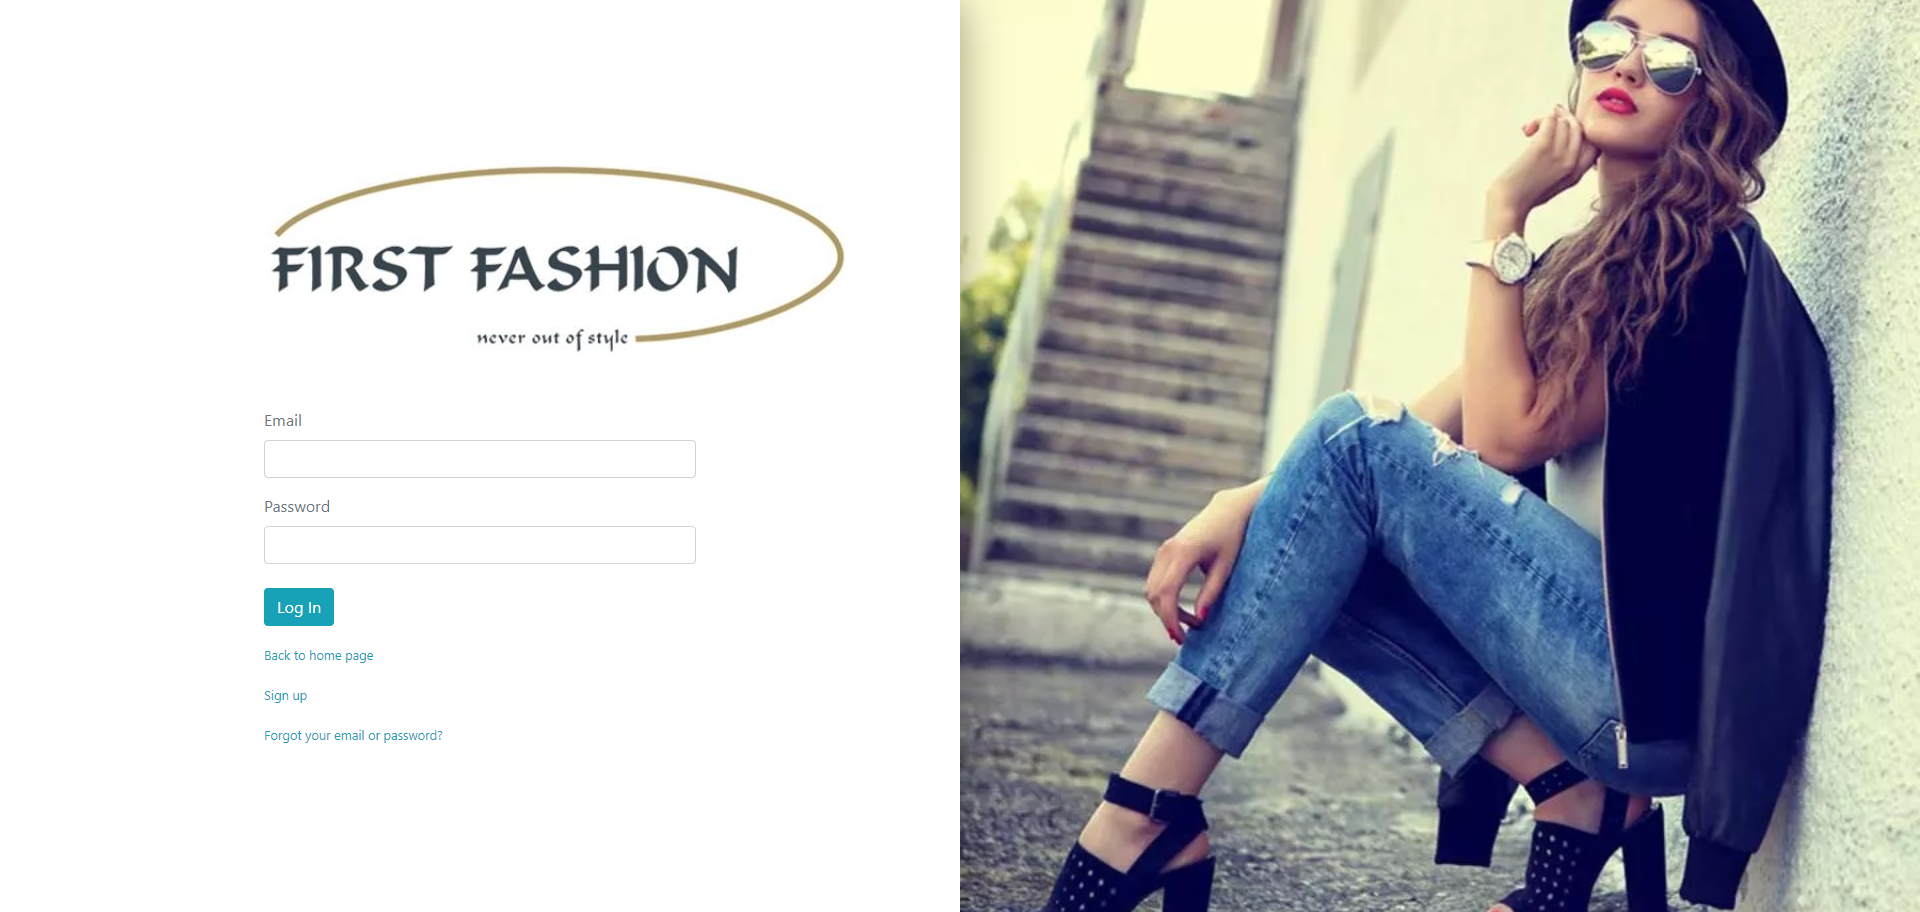 FIRST FASHION
never out of style
Email
Password
Log In
Back to home page
Sign up
Forgot your email or password?